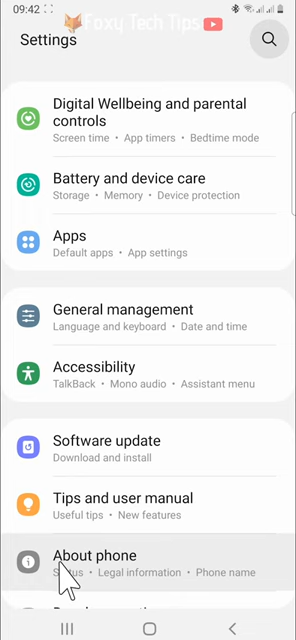 09:42
Foxy Tech Tips
Settings
Digital Wellbeing and parental
controls
Screen time • App timers • Bedtime mode
Battery and device care
Storage • Memory • Device protection
Apps
Default apps • App settings
General management
Language and keyboard • Date and time
Accessibility
TalkBack • Mono audio • Assistant menu
Software update
Download and install
Tips and user manual
Useful tips • New features
About phone
Status • Legal information • Phone name